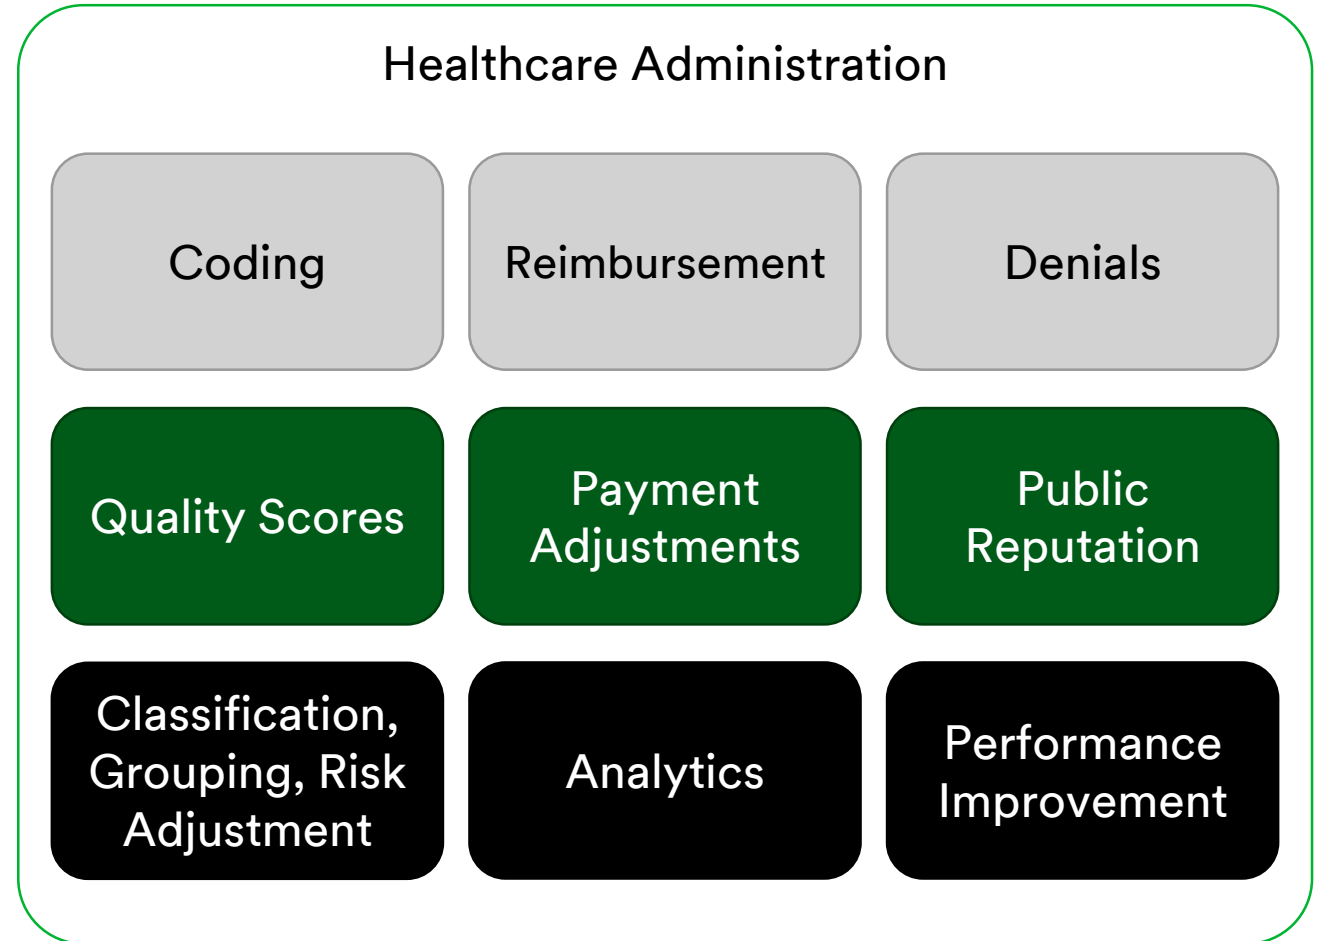 Healthcare Administration
Coding
Reimbursement
Denials
Quality Scores
Payment
Adjustments
Public
Reputation
Classification,
Grouping, Risk
Adjustment
Analytics
Performance
Improvement